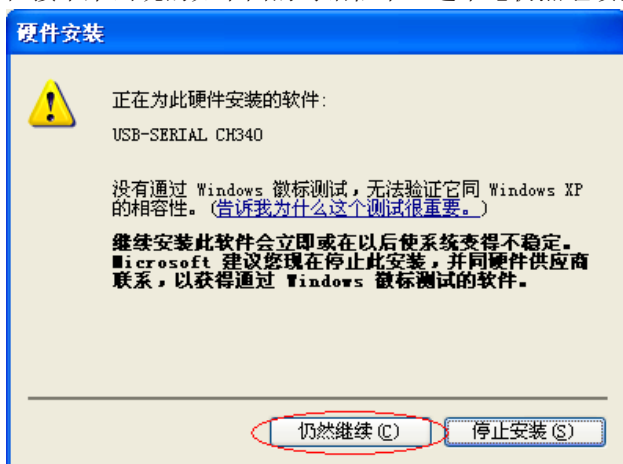 硬件安装
正在为此硬件安装的软件:
USB-SERIAL CH340
没有通过 Windows 徽标测试，无法验证它同 Windows XP
的相容性。(告诉我为什么这个测试很重要。)
继续安装此软件会立即或在以后使系统变得不稳定。
Microsoft 建议您现在停止此安装，并同硬件供应商
联系，以获得通过 Windows 徽标测试的软件。
仍然继续(C)
停止安装(S)